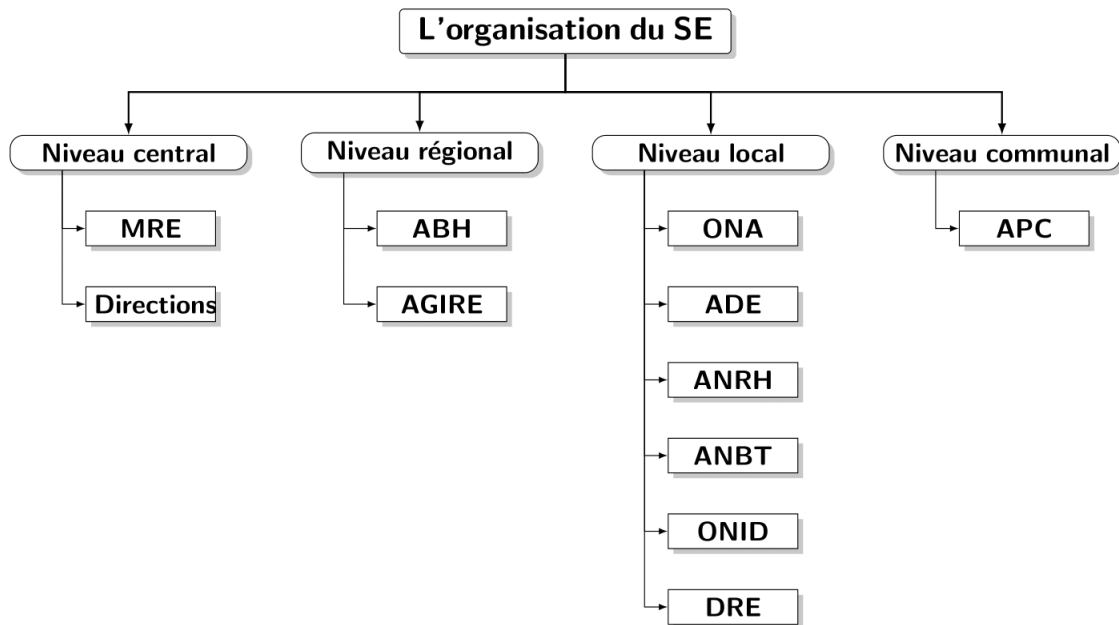 L'organisation du SE
Niveau central
MRE
Directions
Niveau régional
ABH
AGIRE
Niveau local
ONA
ADE
ANRH
ANBT
ONID
DRE
Niveau communal
APC